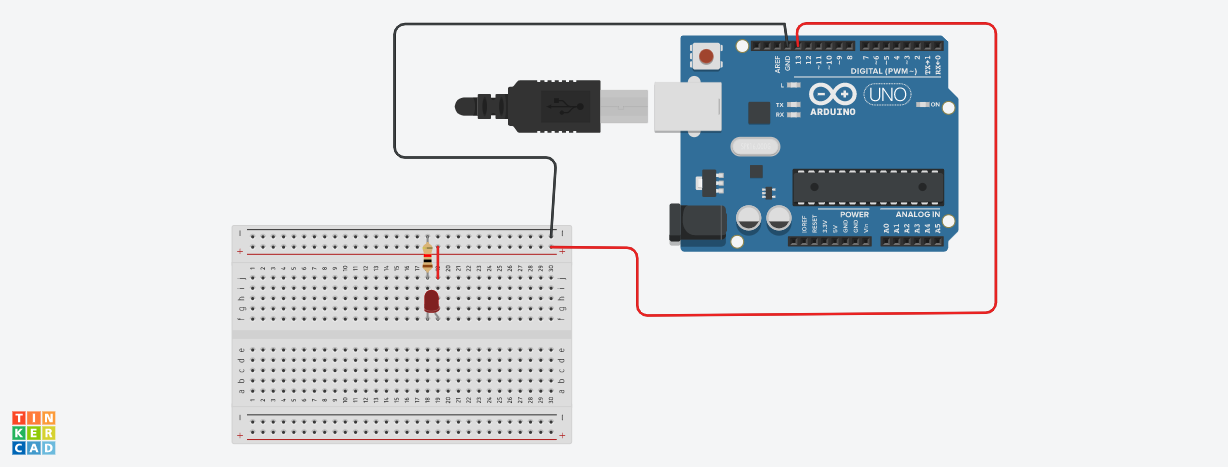 AREF
GND
13
12
~11
~10
~9
8
7
~6
~5
4
~3
2
TX→1
RX←0
DIGITAL (PWM~)
L
TX
RX
ARDUINO
UNO
ON
POWER
ANALOG IN
IOREF
RESET
3.3V
5V
GND
GND
Vin
A0
A1
A2
A3
A4
A5
− −
+ +
1 2 3 4 5 6 7 8 9 10 11 12 13 14 15 16 17 18 19 20 21 22 23 24 25 26 27 28 29 30
j j
i i
h h
g g
f f
e e
d d
c c
b b
a a
1 2 3 4 5 6 7 8 9 10 11 12 13 14 15 16 17 18 19 20 21 22 23 24 25 26 27 28 29 30
− −
+ +
TIN
KER
CAD